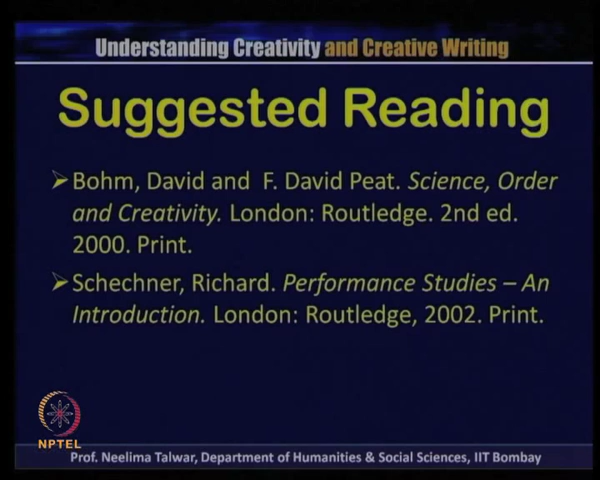 Understanding Creativity and Creative Writing
Suggested Reading
➢Bohm, David and F. David Peat. Science, Order
and Creativity. London: Routledge. 2nd ed.
2000. Print.
➢Schechner, Richard. Performance Studies – An
Introduction. London: Routledge, 2002. Print.
NPTEL
Prof. Neelima Talwar, Department of Humanities & Social Sciences, IIT Bombay